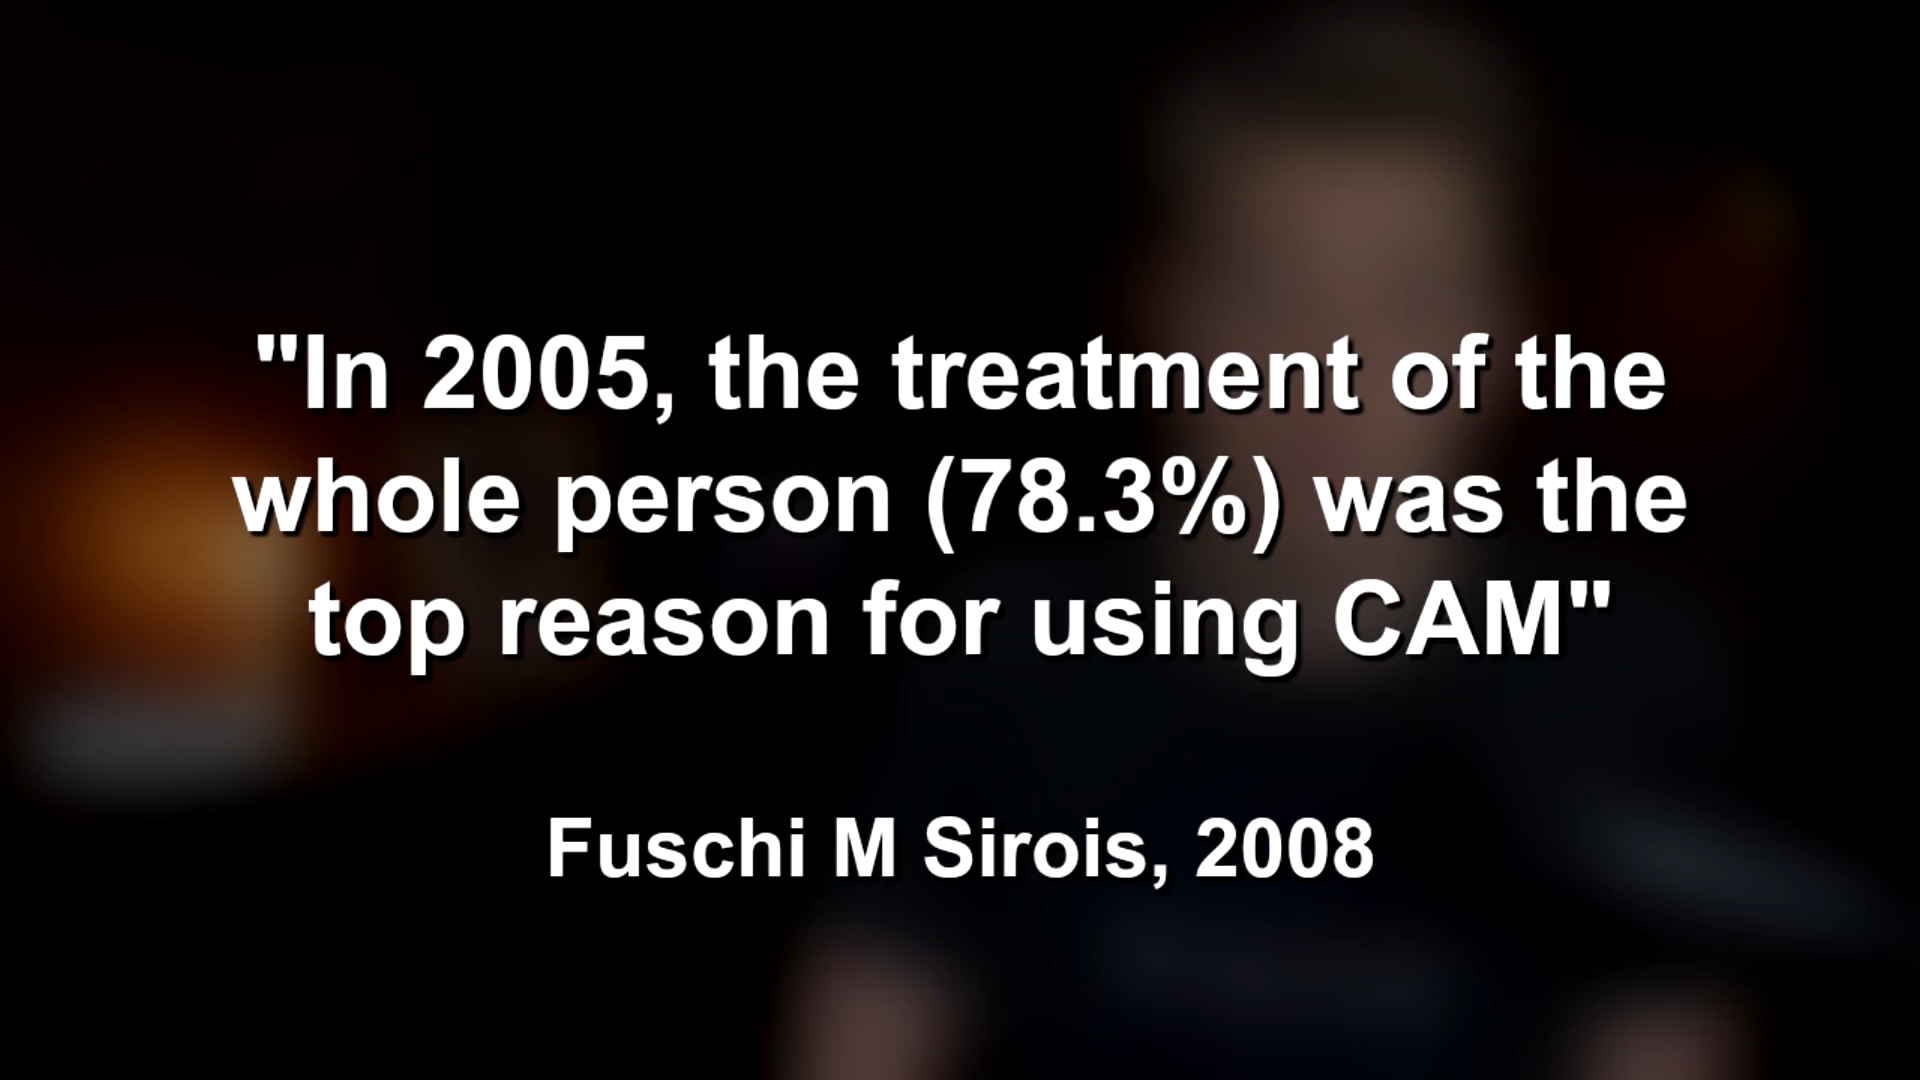 "In 2005, the treatment of the
whole person (78.3%) was the
top reason for using CAM"
Fuschi M Sirois, 2008